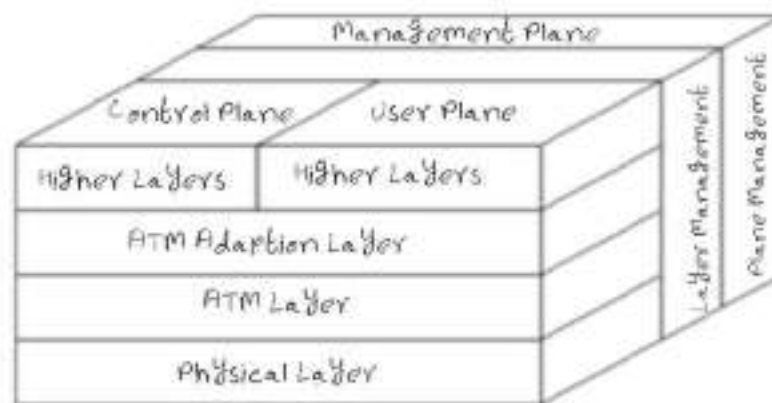 Management Plane
Control Plane
User Plane
Higher Layers
Higher Layers
ATM Adaption Layer
ATM Layer
Physical Layer
Layer Management
Plane Management